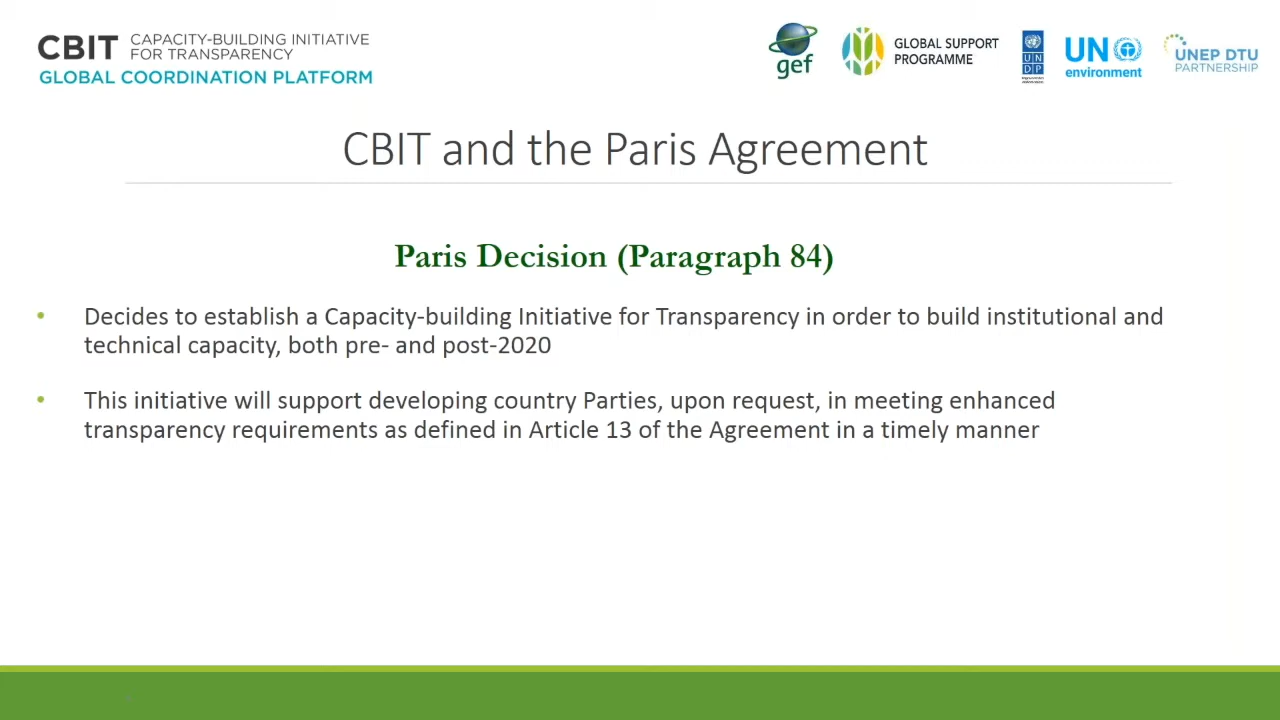 CBIT CAPACITY-BUILDING INITIATIVE
FOR TRANSPARENCY
GLOBAL COORDINATION PLATFORM
gef
GLOBAL SUPPORT
PROGRAMME
U N
D P
UN
environment
UNEP DTU
PARTNERSHIP
CBIT and the Paris Agreement
Paris Decision (Paragraph 84)
• Decides to establish a Capacity-building Initiative for Transparency in order to build institutional and
technical capacity, both pre- and post-2020
• This initiative will support developing country Parties, upon request, in meeting enhanced
transparency requirements as defined in Article 13 of the Agreement in a timely manner